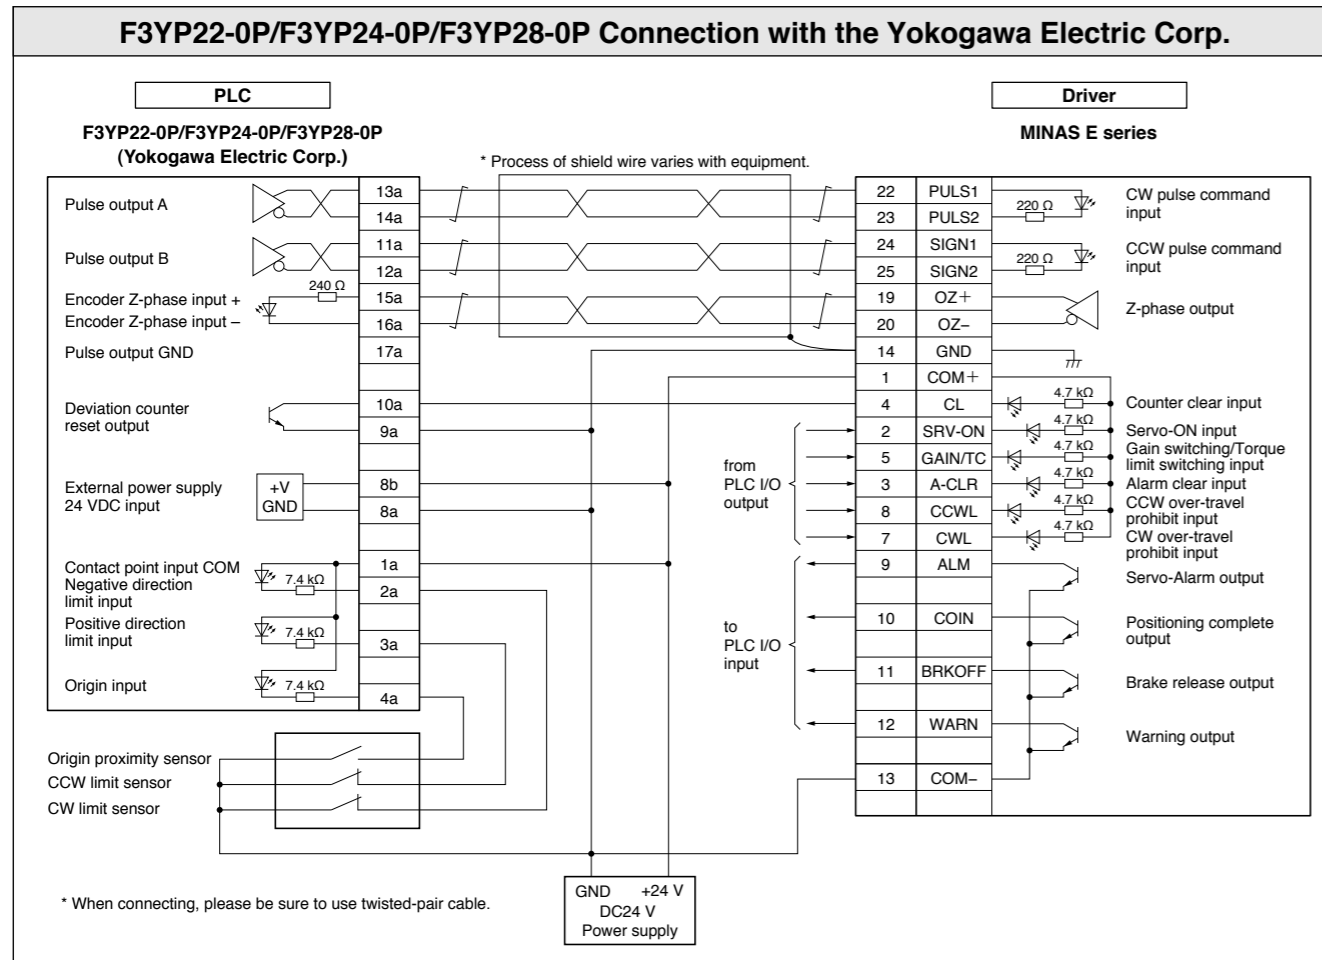 F3YP22-0P/F3YP24-0P/F3YP28-0P Connection with the Yokogawa Electric Corp.
PLC
Driver
F3YP22-0P/F3YP24-0P/F3YP28-0P
(Yokogawa Electric Corp.)
MINAS E series
* Process of shield wire varies with equipment.
Pulse output A
13a
14a
Pulse output B
11a
12a
240 Ω
Encoder Z-phase input +
15a
Encoder Z-phase input –
16a
Pulse output GND
17a
Deviation counter
reset output
10a
9a
External power supply
24 VDC input
+V
GND
8b
8a
Contact point input COM
1a
Negative direction
limit input
7.4 kΩ
2a
Positive direction
limit input
7.4 kΩ
3a
Origin input
7.4 kΩ
4a
Origin proximity sensor
CCW limit sensor
CW limit sensor
* When connecting, please be sure to use twisted-pair cable.
GND +24 V
DC24 V
Power supply
from
PLC I/O
output
to
PLC I/O
input
22 PULS1
23 PULS2
220 Ω
CW pulse command
input
24 SIGN1
25 SIGN2
220 Ω
CCW pulse command
input
19 OZ+
20 OZ–
Z-phase output
14 GND
1 COM+
4 CL
4.7 kΩ
Counter clear input
2 SRV-ON
4.7 kΩ
Servo-ON input
5 GAIN/TC
4.7 kΩ
Gain switching/Torque
limit switching input
3 A-CLR
4.7 kΩ
Alarm clear input
8 CCWL
4.7 kΩ
CCW over-travel
prohibit input
7 CWL
4.7 kΩ
CW over-travel
prohibit input
9 ALM
Servo-Alarm output
10 COIN
Positioning complete
output
11 BRKOFF
Brake release output
12 WARN
Warning output
13 COM–